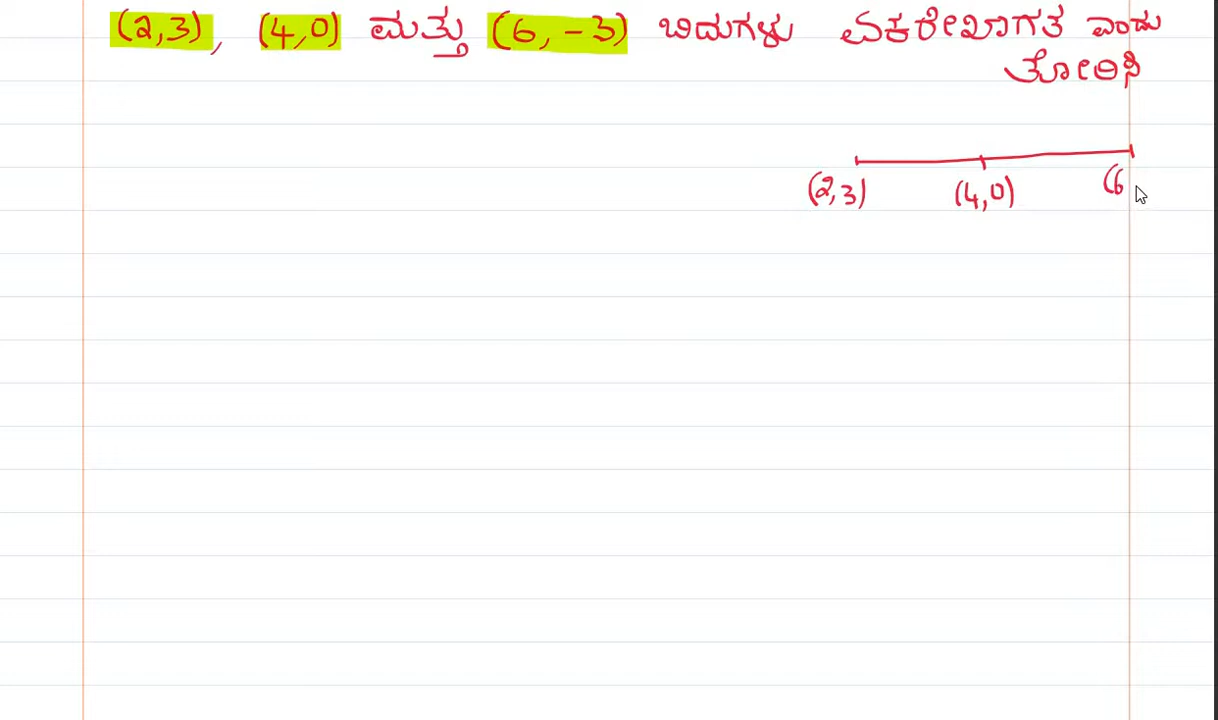 (2,3), (4,0) ಮತ್ತು (6,-3) ಬಿದುಗಳು ಏಕರೇಖಾಗತ ಎಂದು
ತೋರಿಸಿ
(2,3) (4,0) (6